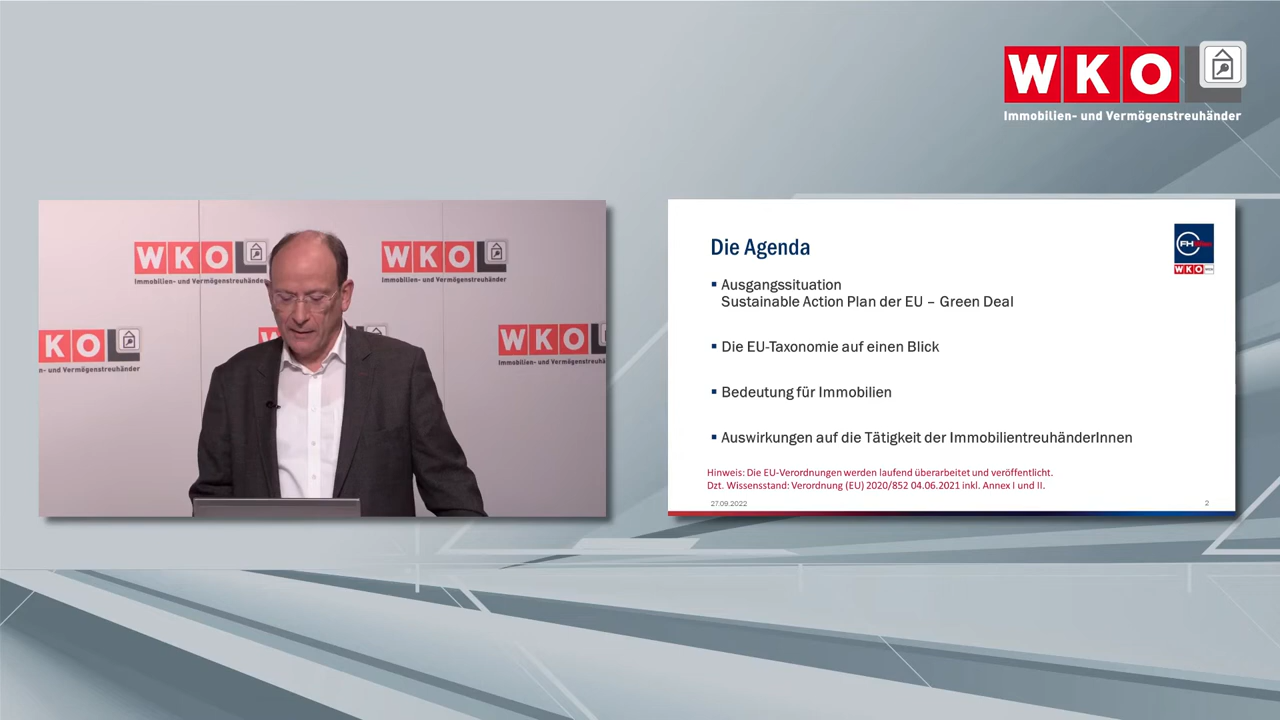 WKO
Immobilien- und Vermögenstreuhänder
WKO
Immobilien- und Vermögenstreuhänder
WKO
Immobilien- und Vermögenstreuhänder
KO
n- und Vermögenstreuhänder
WKO
Immobilien- und Vermögenstreuhänder
Die Agenda
FH
WKO
▪ Ausgangssituation
Sustainable Action Plan der EU – Green Deal
▪ Die EU-Taxonomie auf einen Blick
▪ Bedeutung für Immobilien
▪ Auswirkungen auf die Tätigkeit der ImmobilientreuhänderInnen
Hinweis: Die EU-Verordnungen werden laufend überarbeitet und veröffentlicht.
Dzt. Wissensstand: Verordnung (EU) 2020/852 04.06.2021 inkl. Annex I und II.
27.09.2022
2